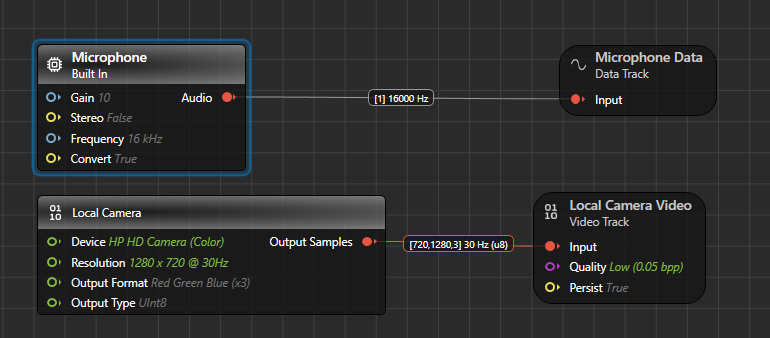 Microphone
Built In
Gain 10
Audio
Stereo False
Frequency 16 kHz
Convert True
[1] 16000 Hz
Microphone Data
Data Track
Input
01
10
Local Camera
Device HP HD Camera (Color)
Output Samples
Resolution 1280 x 720 @ 30Hz
Output Format Red Green Blue (x3)
Output Type UInt8
[720,1280,3] 30 Hz (u8)
01
10
Local Camera Video
Video Track
Input
Quality Low (0.05 bpp)
Persist True